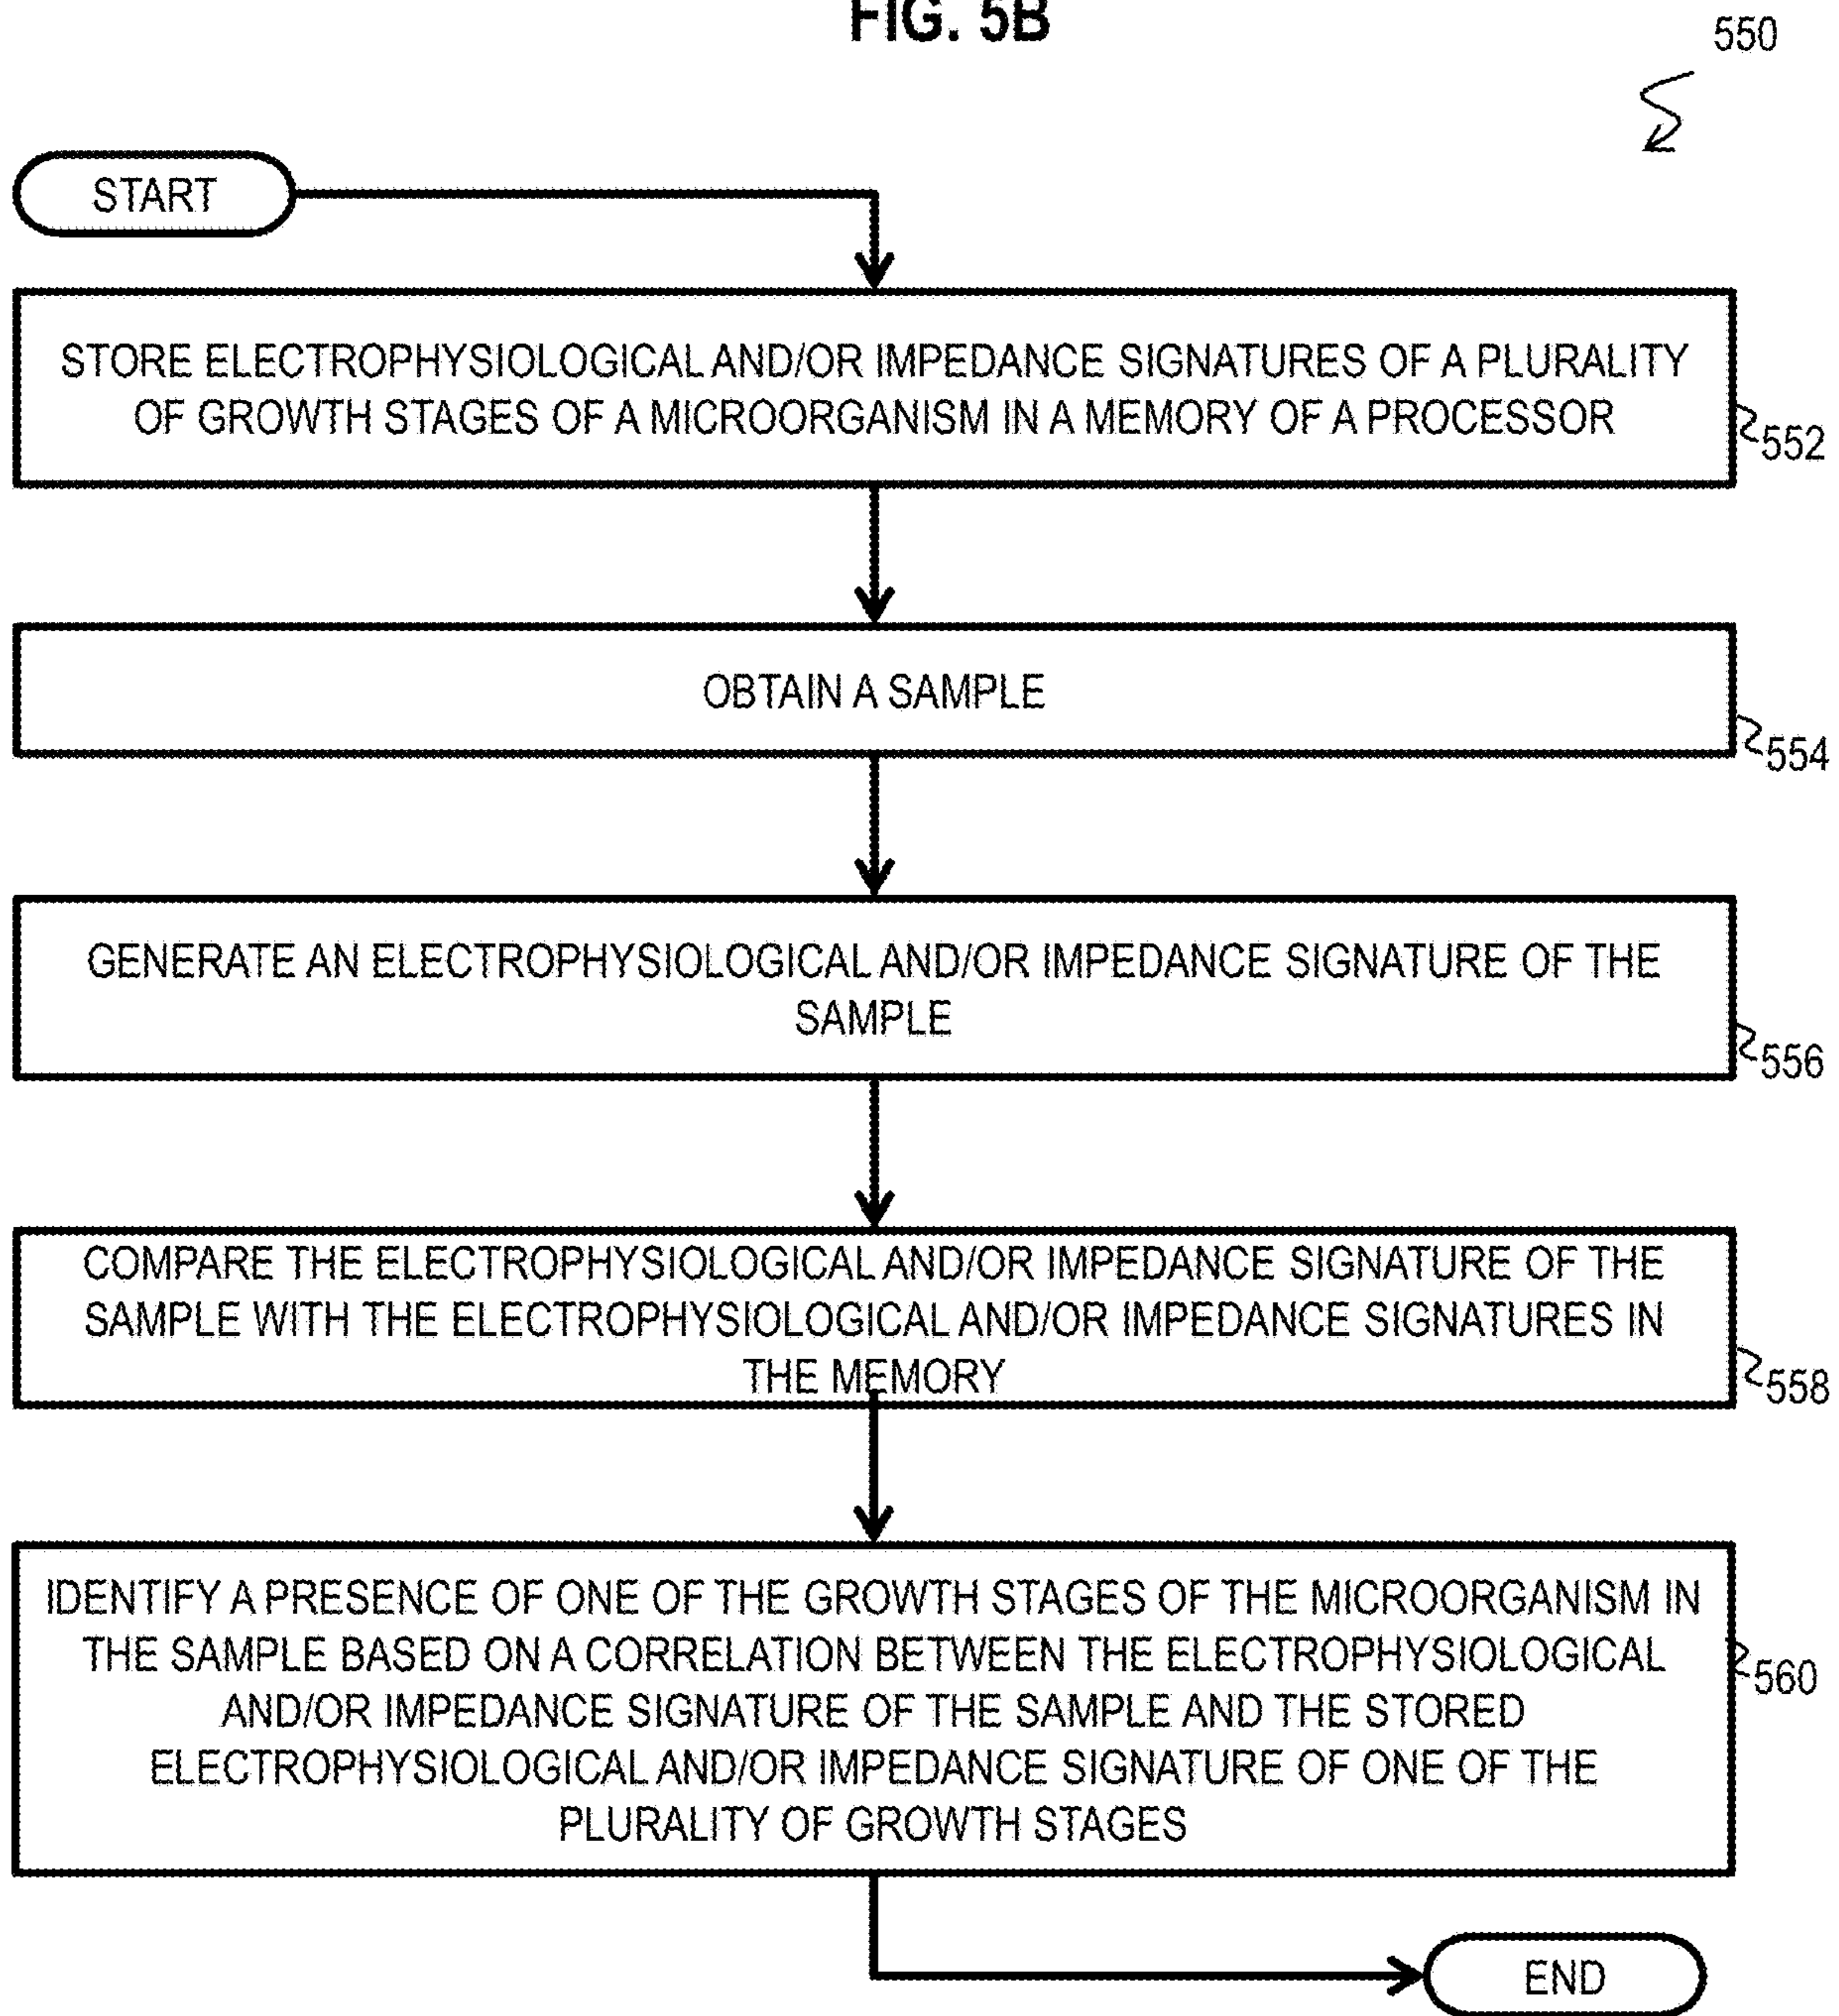 FIG. 5B
550
START
STORE ELECTROPHYSIOLOGICAL AND/OR IMPEDANCE SIGNATURES OF A PLURALITY
OF GROWTH STAGES OF A MICROORGANISM IN A MEMORY OF A PROCESSOR
552
OBTAIN A SAMPLE
554
GENERATE AN ELECTROPHYSIOLOGICAL AND/OR IMPEDANCE SIGNATURE OF THE
SAMPLE
556
COMPARE THE ELECTROPHYSIOLOGICAL AND/OR IMPEDANCE SIGNATURE OF THE
SAMPLE WITH THE ELECTROPHYSIOLOGICAL AND/OR IMPEDANCE SIGNATURES IN
THE MEMORY
558
IDENTIFY A PRESENCE OF ONE OF THE GROWTH STAGES OF THE MICROORGANISM IN
THE SAMPLE BASED ON A CORRELATION BETWEEN THE ELECTROPHYSIOLOGICAL
AND/OR IMPEDANCE SIGNATURE OF THE SAMPLE AND THE STORED
ELECTROPHYSIOLOGICAL AND/OR IMPEDANCE SIGNATURE OF ONE OF THE
PLURALITY OF GROWTH STAGES
560
END